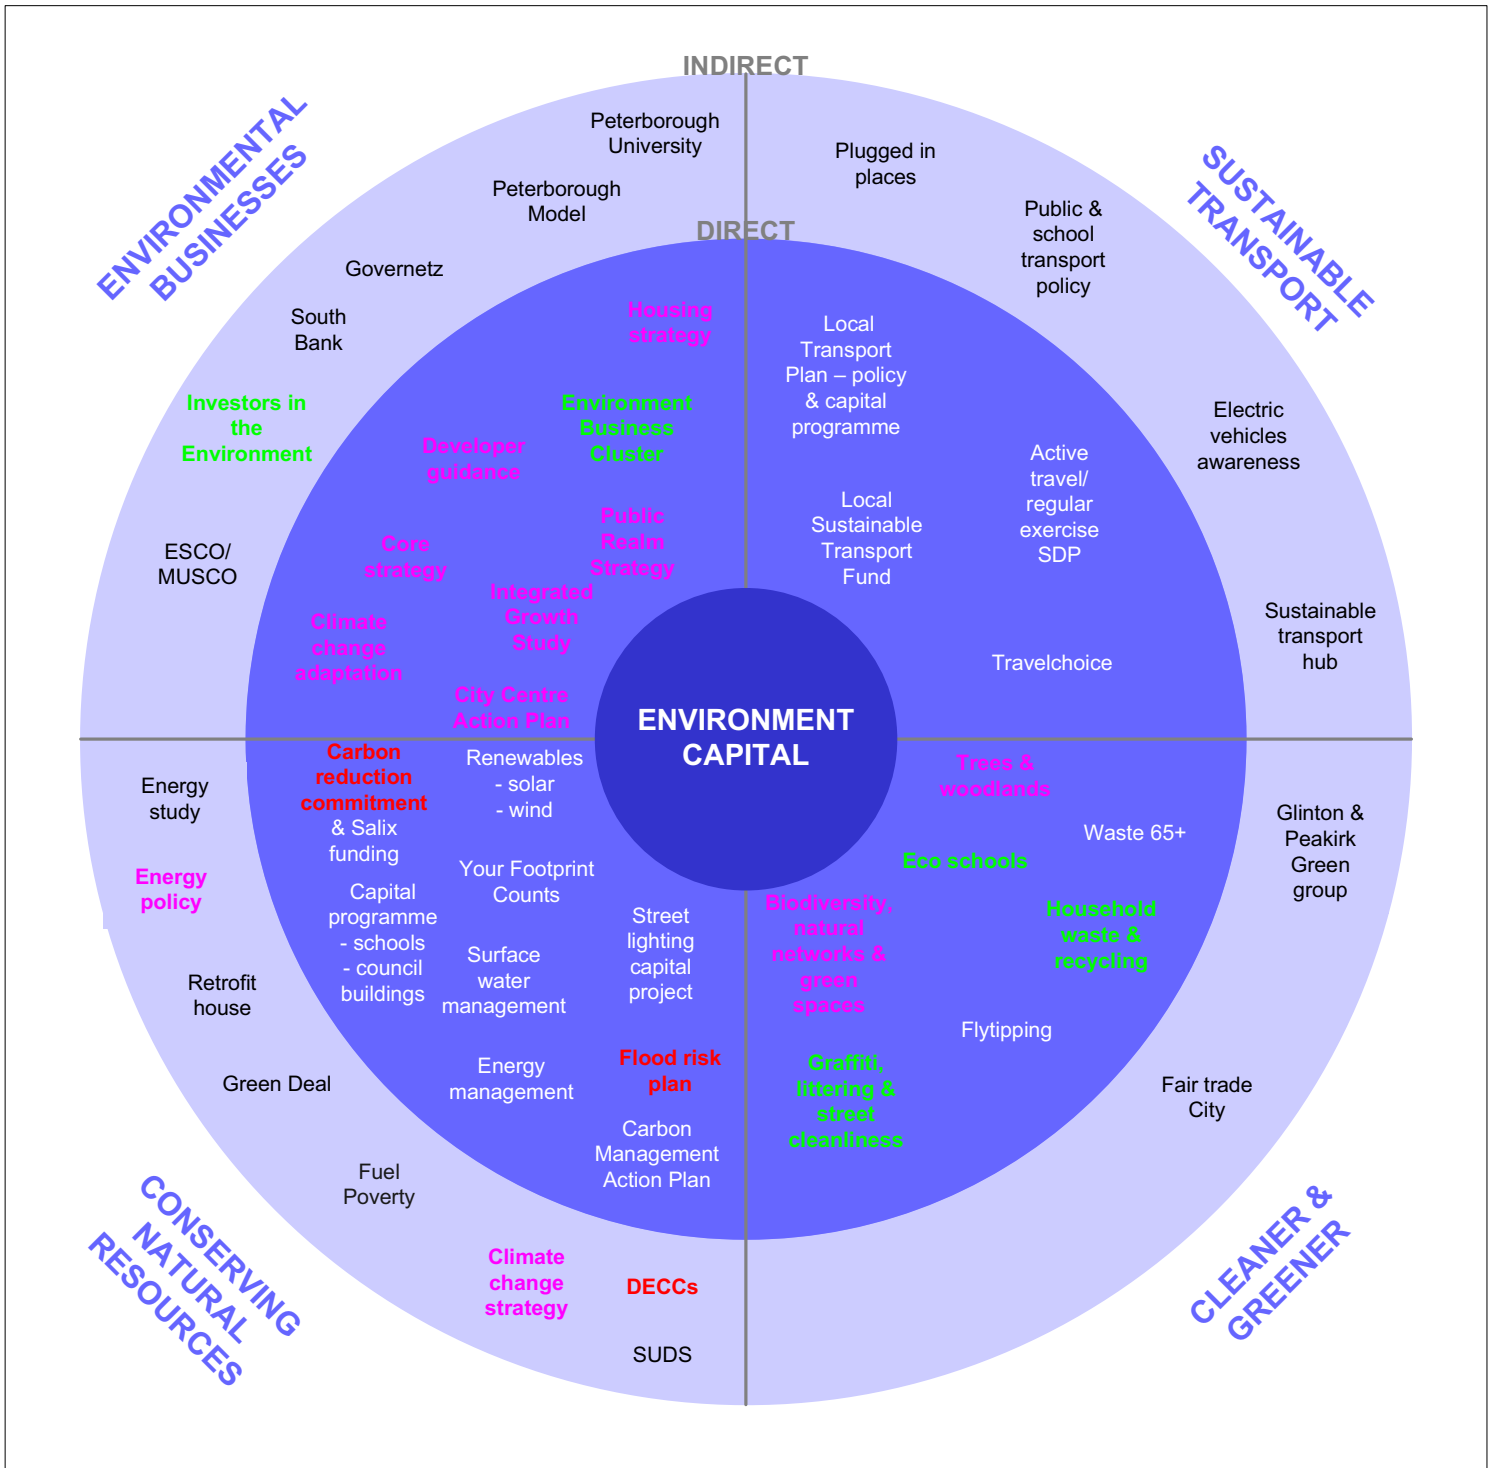 INDIRECT
DIRECT
ENVIRONMENTAL
BUSINESSES
Peterborough
University
Peterborough
Model
Governetz
South
Bank
Investors in
the
Environment
ESCO/
MUSCO
Housing
strategy
Environment
Business
Cluster
Developer
guidance
Public
Realm
Strategy
Core
strategy
Integrated
Growth
Study
Climate
change
adaptation
City Centre
Action Plan
SUSTAINABLE
TRANSPORT
Plugged in
places
Public &
school
transport
policy
Electric
vehicles
awareness
Sustainable
transport
hub
Local
Transport
Plan – policy
& capital
programme
Active
travel/
regular
exercise
SDP
Local
Sustainable
Transport
Fund
Travelchoice
ENVIRONMENT
CAPITAL
Carbon
reduction
commitment
& Salix
funding
Renewables
- solar
- wind
Your Footprint
Counts
Capital
programme
- schools
- council
buildings
Surface
water
management
Street
lighting
capital
project
Energy
management
Flood risk
plan
Carbon
Management
Action Plan
Energy
study
Energy
policy
Retrofit
house
Green Deal
Fuel
Poverty
Climate
change
strategy
DECCs
SUDS
CONSERVING
NATURAL
RESOURCES
Trees &
woodlands
Waste 65+
Eco schools
Biodiversity,
natural
networks &
green
spaces
Household
waste &
recycling
Flytipping
Graffiti,
littering &
street
cleanliness
Glinton &
Peakirk
Green
group
Fair trade
City
CLEANER &
GREENER